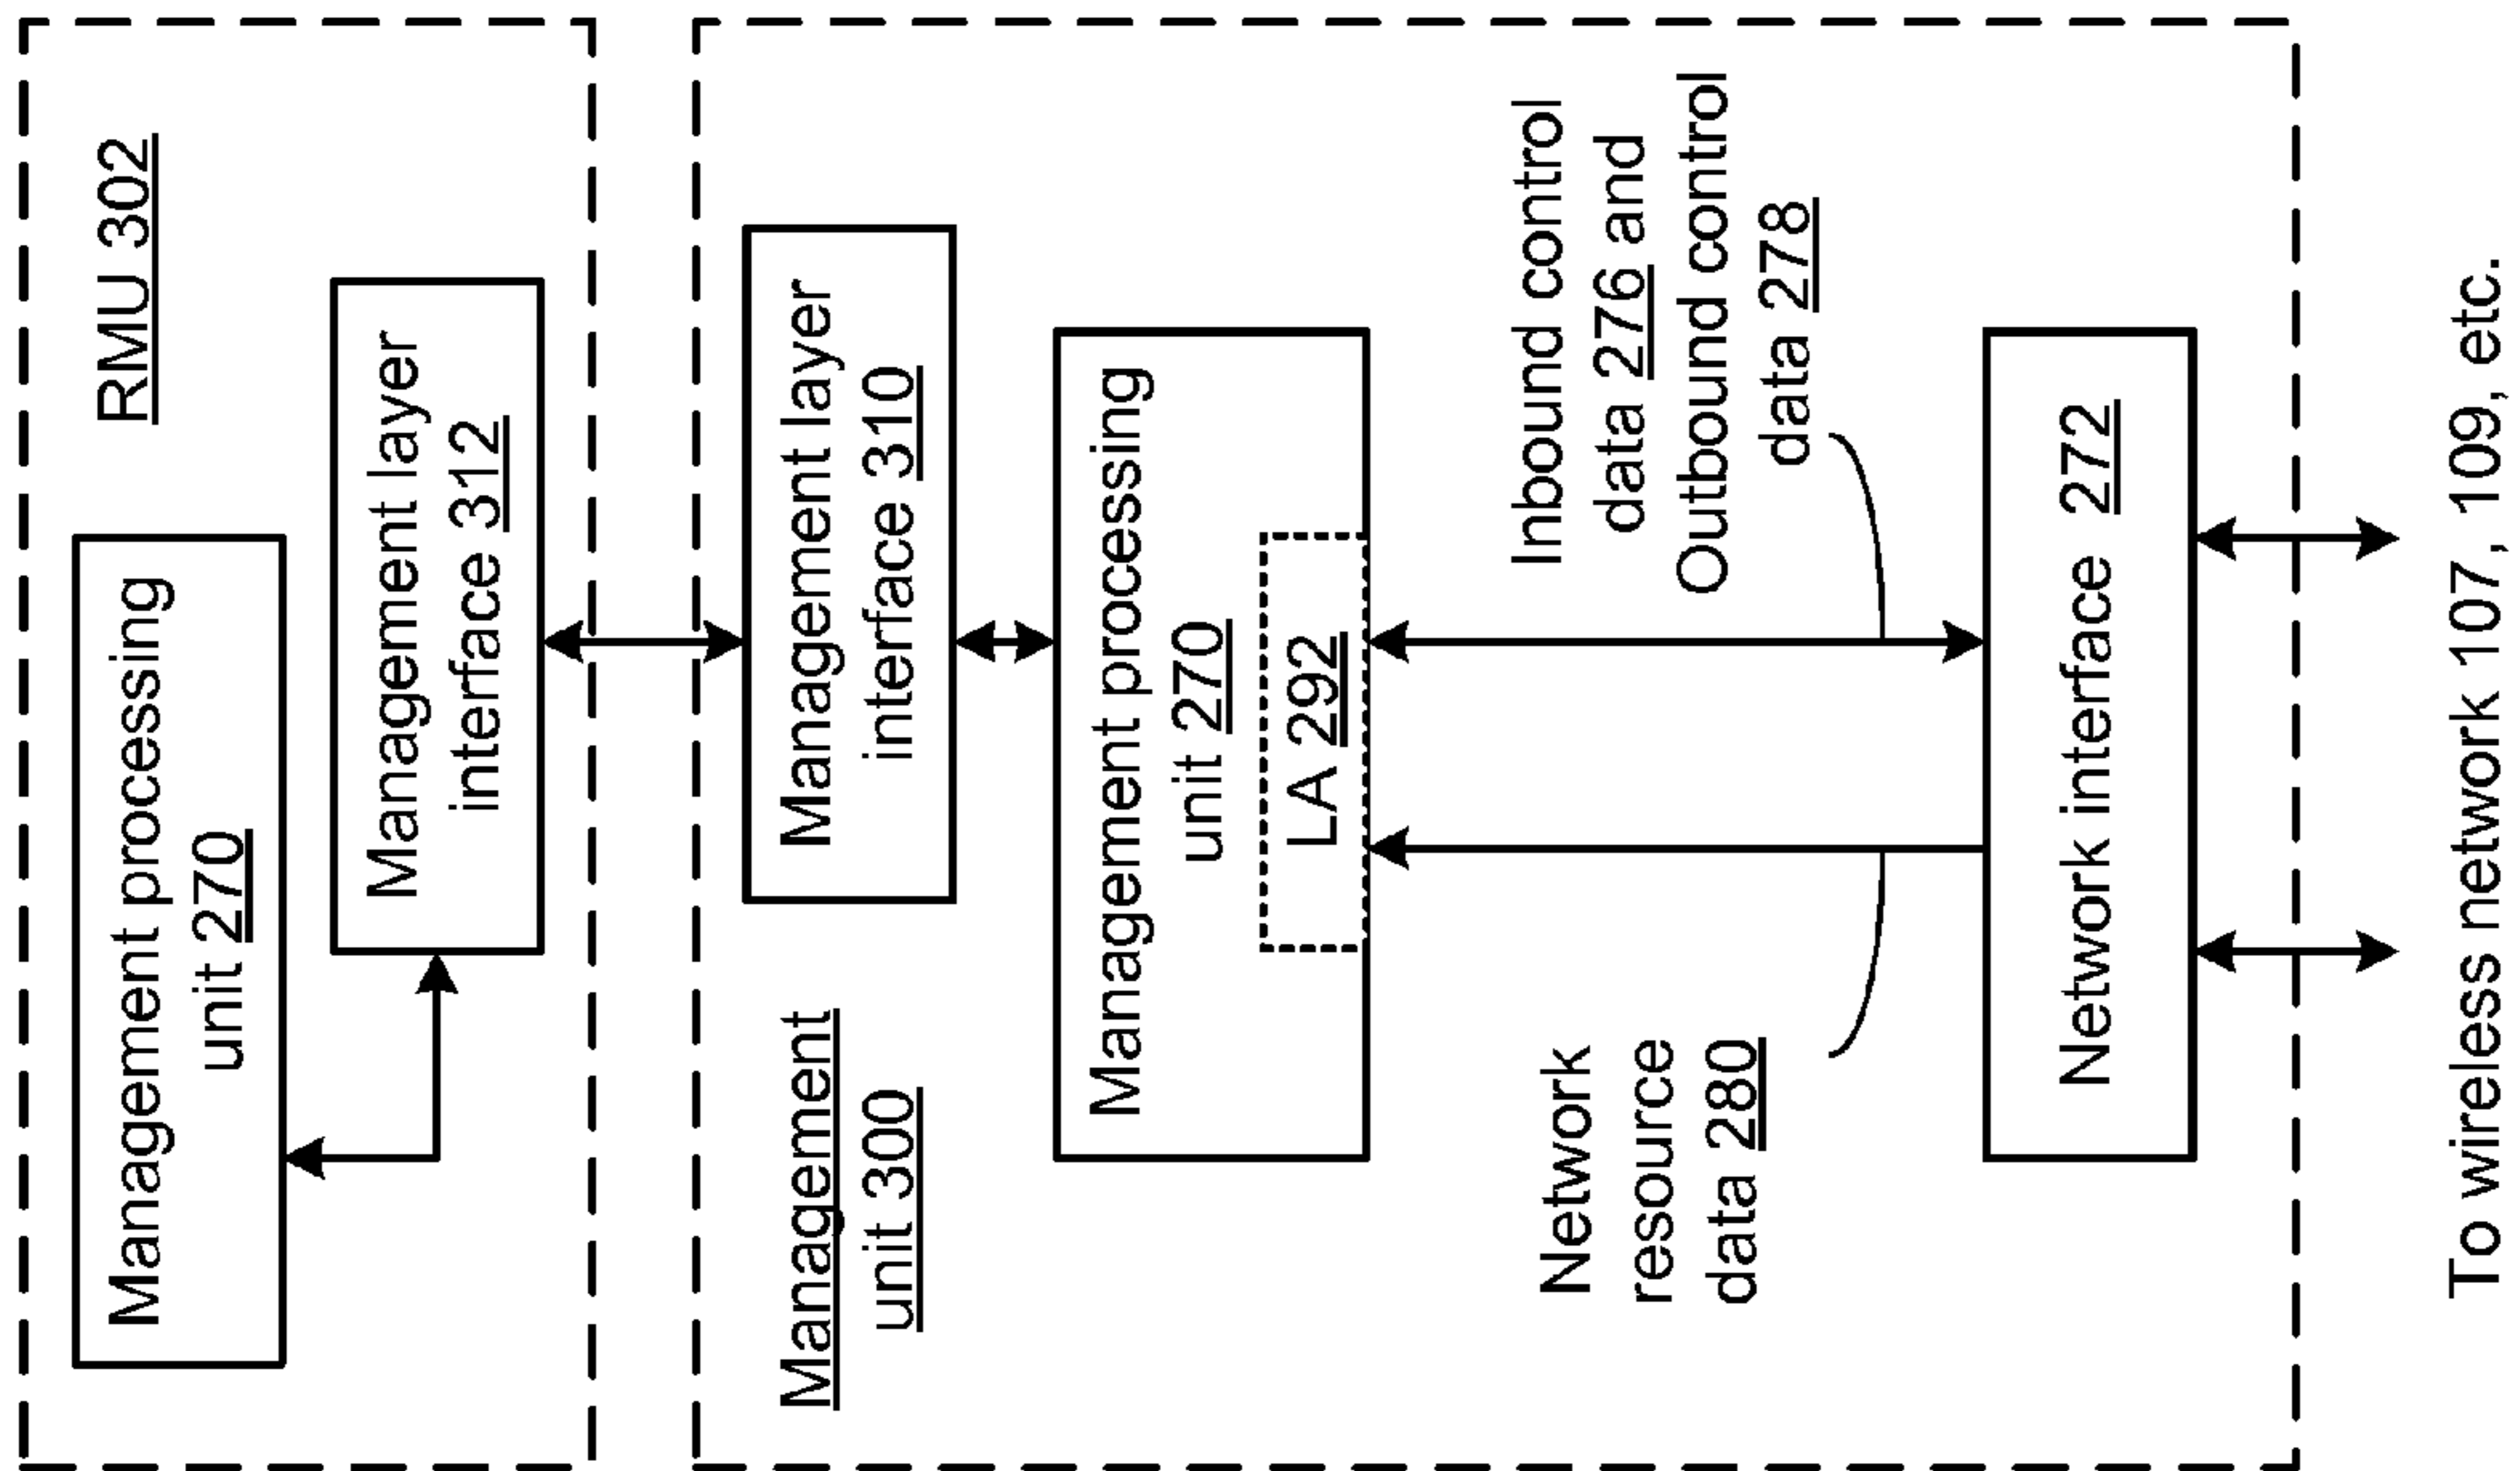 RMU 302
Management processing
unit 270
Management layer
interface 312
Management
unit 300
Management layer
interface 310
Management processing
unit 270
LA 292
Network
resource
data 280
Inbound control
data 276 and
Outbound control
data 278
Network interface 272
To wireless network 107, 109, etc.